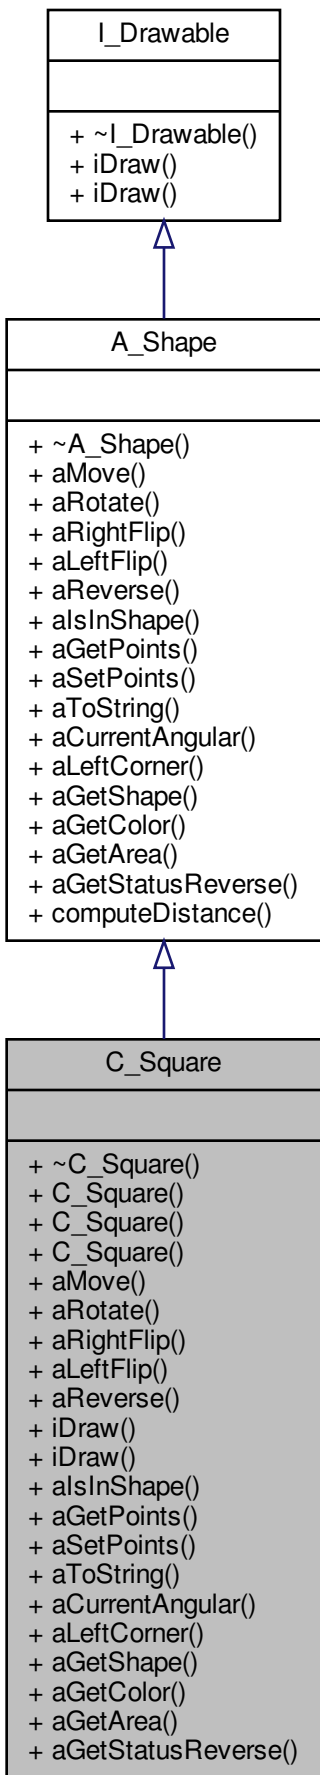 I_Drawable
+ ~I_Drawable()
+ iDraw()
+ iDraw()
A_Shape
+ ~A_Shape()
+ aMove()
+ aRotate()
+ aRightFlip()
+ aLeftFlip()
+ aReverse()
+ aIsInShape()
+ aGetPoints()
+ aSetPoints()
+ aToString()
+ aCurrentAngular()
+ aLeftCorner()
+ aGetShape()
+ aGetColor()
+ aGetArea()
+ aGetStatusReverse()
+ computeDistance()
C_Square
+ ~C_Square()
+ C_Square()
+ C_Square()
+ C_Square()
+ aMove()
+ aRotate()
+ aRightFlip()
+ aLeftFlip()
+ aReverse()
+ iDraw()
+ iDraw()
+ aIsInShape()
+ aGetPoints()
+ aSetPoints()
+ aToString()
+ aCurrentAngular()
+ aLeftCorner()
+ aGetShape()
+ aGetColor()
+ aGetArea()
+ aGetStatusReverse()